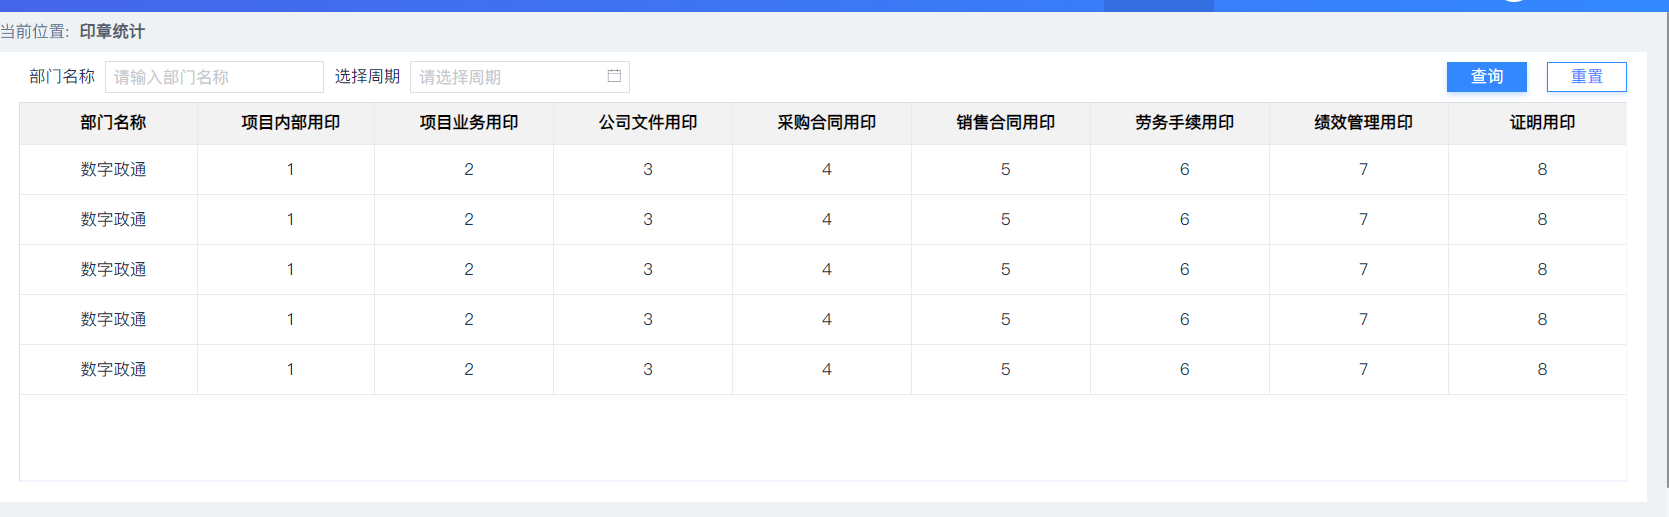 当前位置: 印章统计
部门名称 请输入部门名称 选择周期 请选择周期 查询 重置
部门名称 项目内部用印 项目业务用印 公司文件用印 采购合同用印 销售合同用印 劳务手续用印 绩效管理用印 证明用印
数字政通 1 2 3 4 5 6 7 8
数字政通 1 2 3 4 5 6 7 8
数字政通 1 2 3 4 5 6 7 8
数字政通 1 2 3 4 5 6 7 8
数字政通 1 2 3 4 5 6 7 8